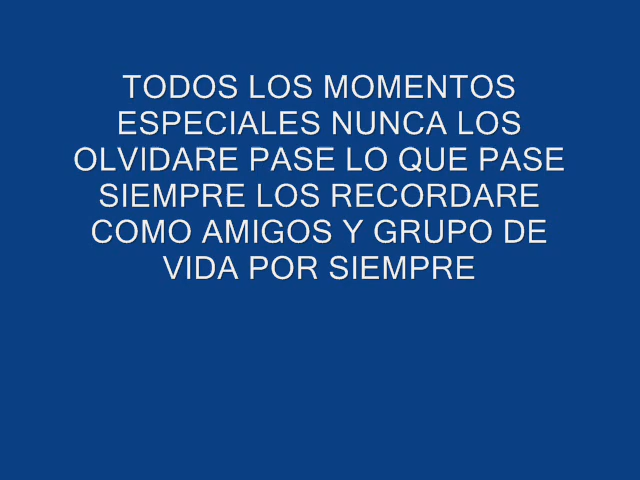 TODOS LOS MOMENTOS
ESPECIALES NUNCA LOS
OLVIDARE PASE LO QUE PASE
SIEMPRE LOS RECORDARE
COMO AMIGOS Y GRUPO DE
VIDA POR SIEMPRE